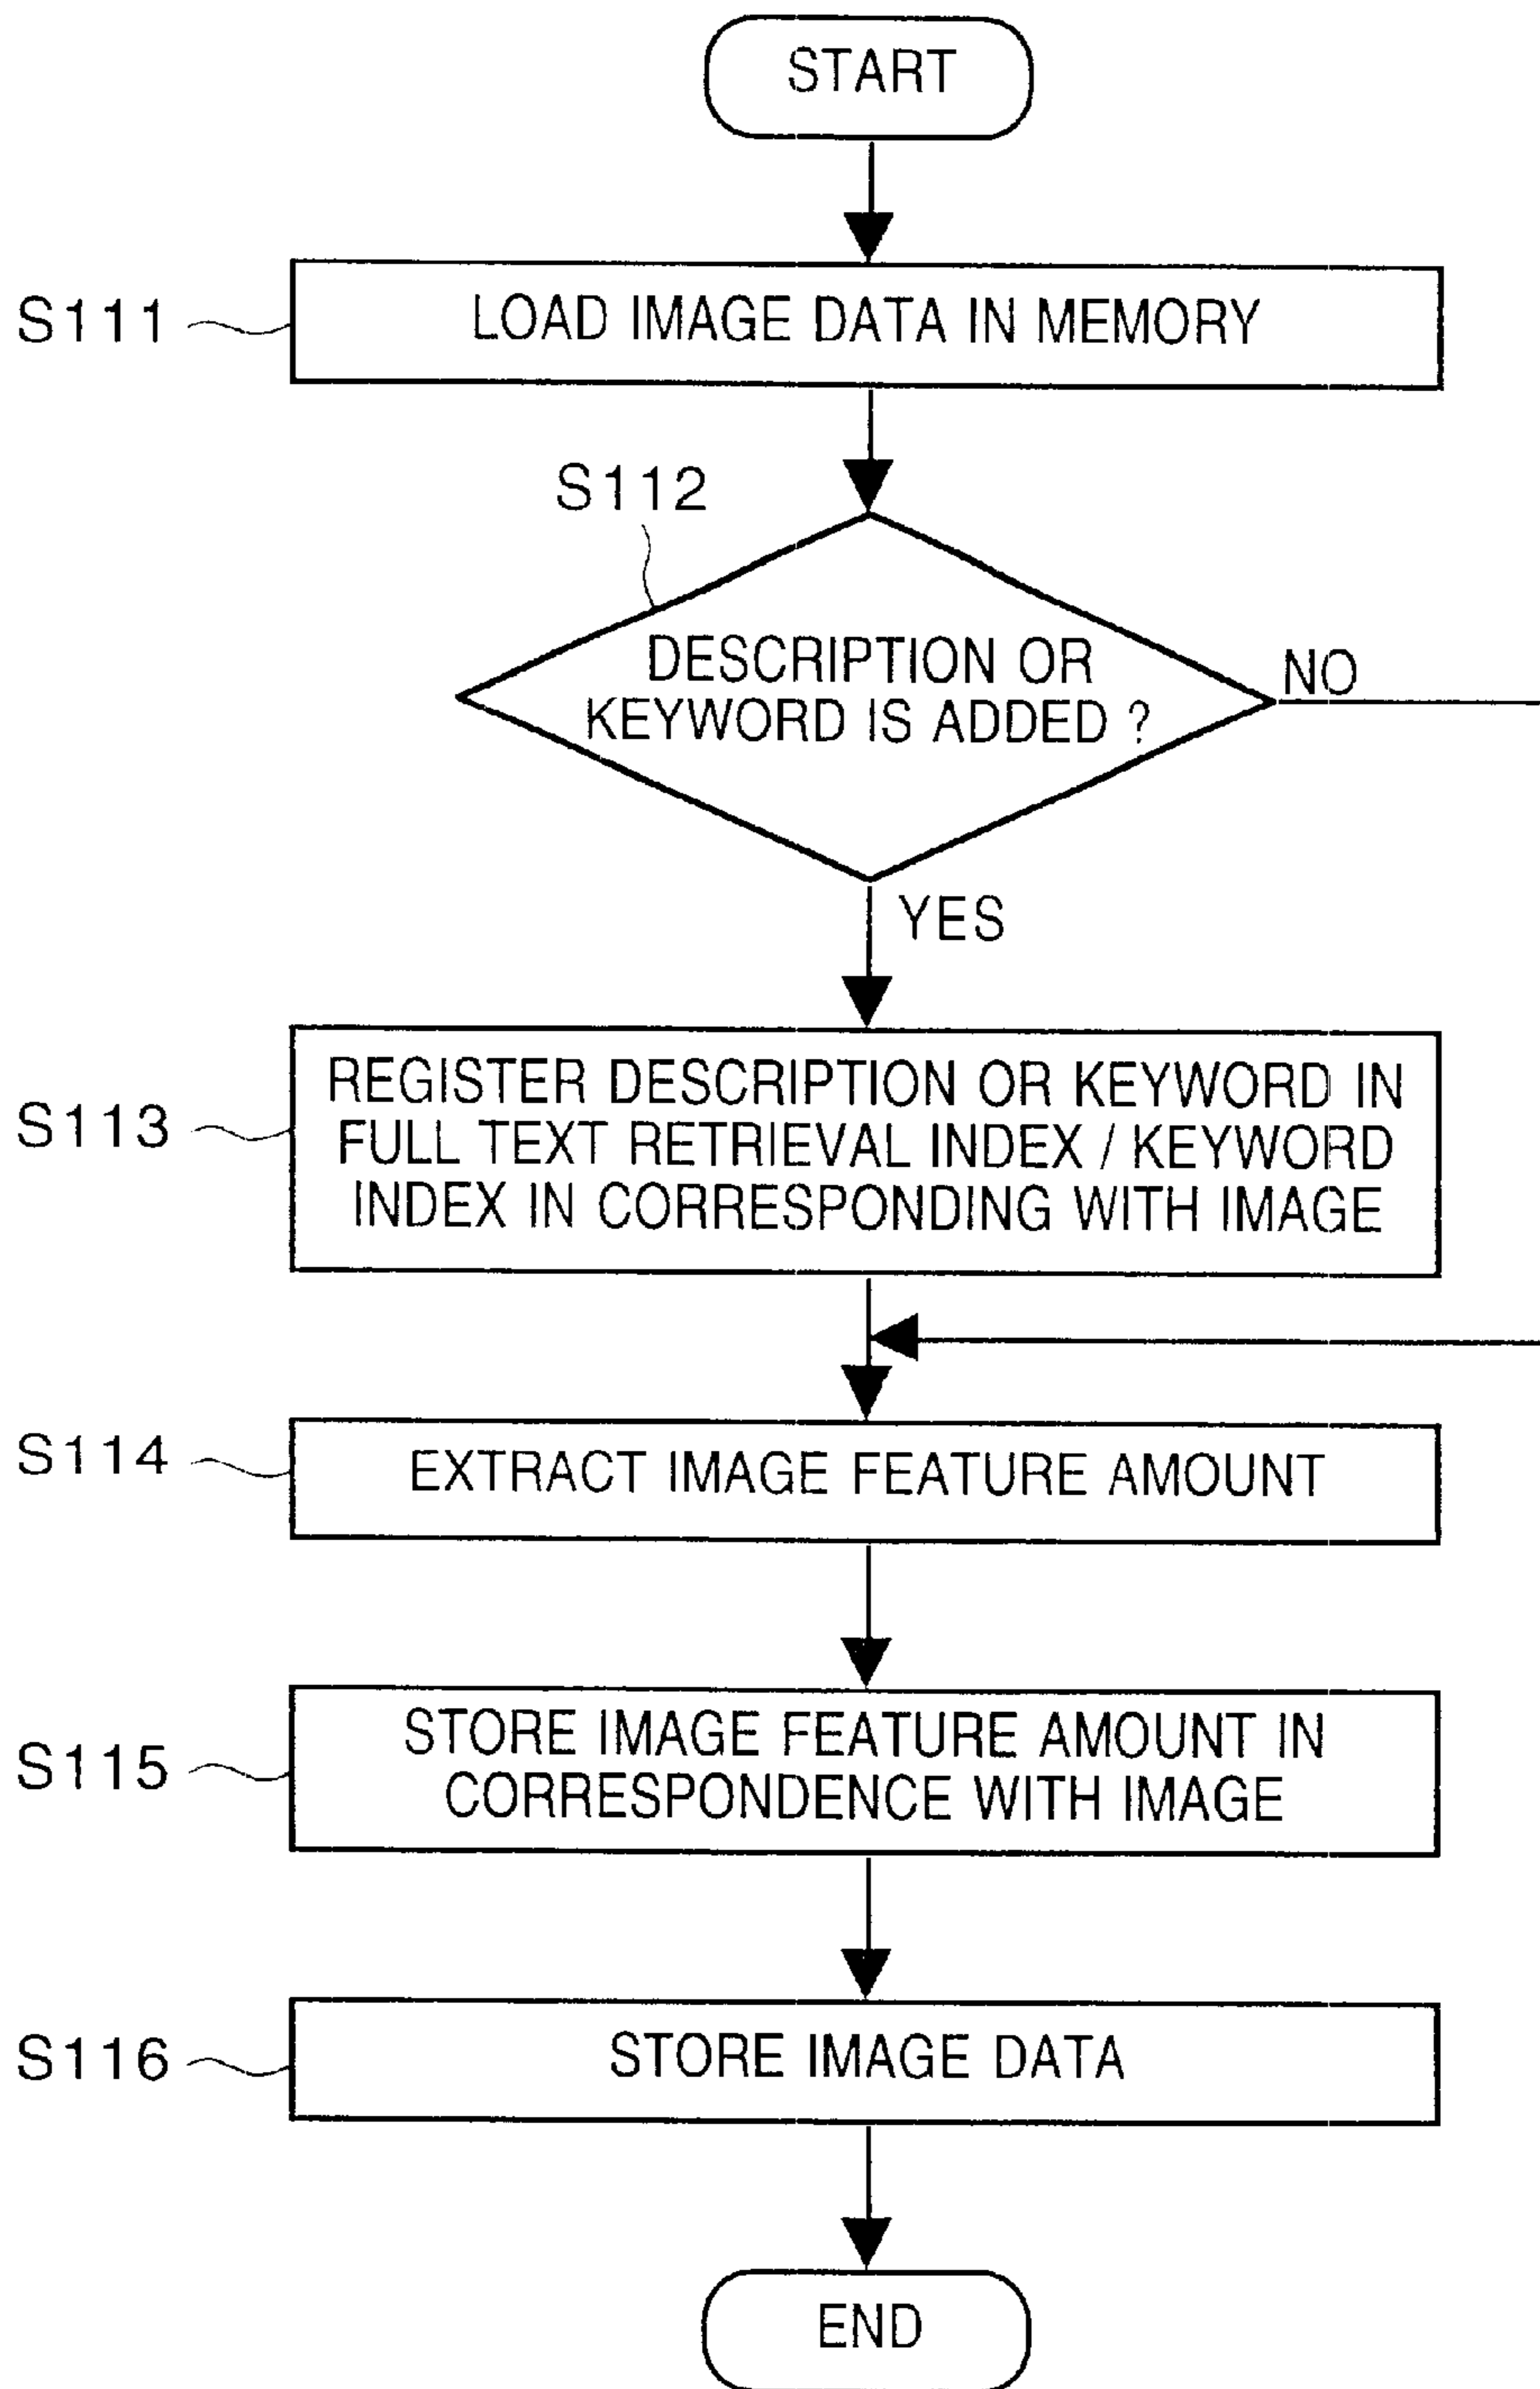 START
S111
LOAD IMAGE DATA IN MEMORY
S112
DESCRIPTION OR
KEYWORD IS ADDED ?
NO
YES
S113
REGISTER DESCRIPTION OR KEYWORD IN
FULL TEXT RETRIEVAL INDEX / KEYWORD
INDEX IN CORRESPONDING WITH IMAGE
S114
EXTRACT IMAGE FEATURE AMOUNT
S115
STORE IMAGE FEATURE AMOUNT IN
CORRESPONDENCE WITH IMAGE
S116
STORE IMAGE DATA
END